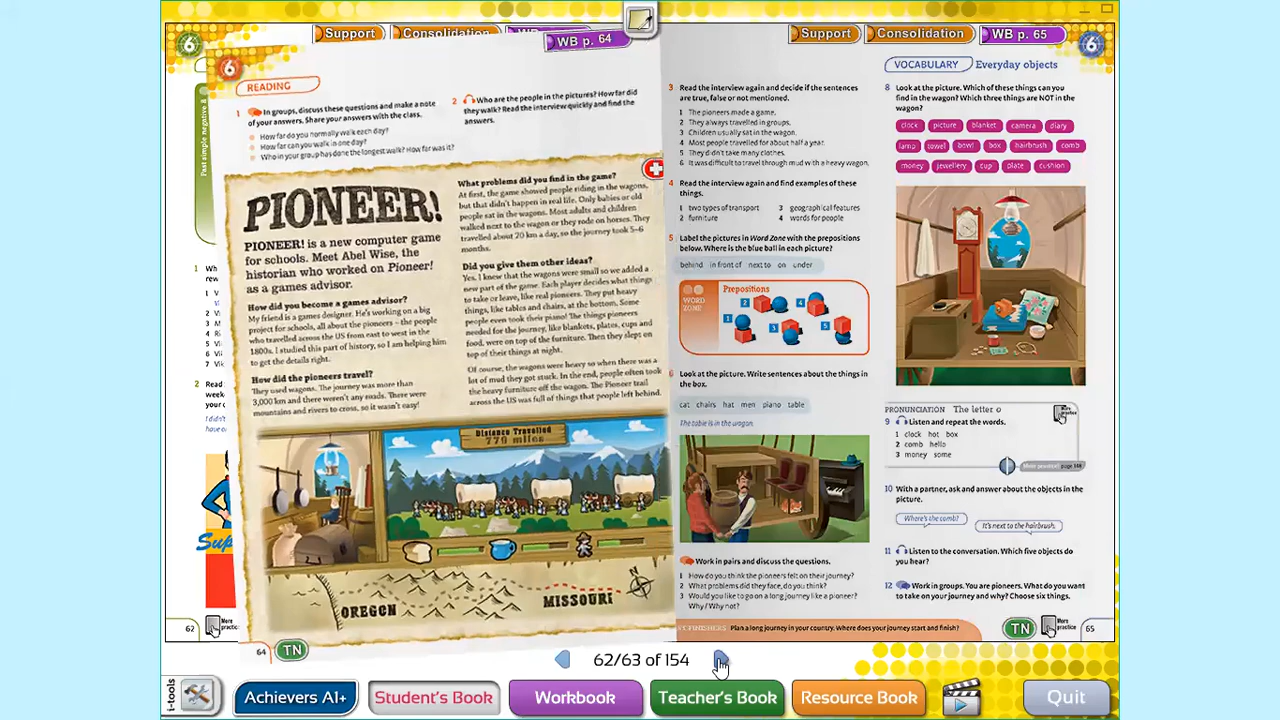 Support
Consolidation
WB p. 64
Support
Consolidation
WB p. 65
6
6
6
READING
1 In groups, discuss these questions and make a note
of your answers. Share your answers with the class.
How far do you normally walk each day?
How far can you walk in one day?
Who in your group has done the longest walk? How far was it?
2 Who are the people in the pictures? How far did
they walk? Read the interview quickly and find the
answers.
PIONEER!
PIONEER! is a new computer game
for schools. Meet Abel Wise, the
historian who worked on Pioneer!
as a games advisor.
How did you become a games advisor?
My friend is a games designer. He's working on a big
project for schools, all about the pioneers – the people
who travelled across the US from east to west in the
1800s. I studied this part of history, so I am helping him
to get the details right.
How did the pioneers travel?
They used wagons. The journey was more than
3,000 km and there weren't any roads. There were
mountains and rivers to cross, so it wasn't easy!
What problems did you find in the game?
At first, the game showed people riding in the wagons,
but that didn't happen in real life. Only babies or old
people sat in the wagons. Most adults and children
walked next to the wagon or they rode on horses. They
travelled about 20 km a day, so the journey took 5–6
months.
Did you give them other ideas?
Yes. I knew that the wagons were small so we added a
new part of the game. Each player decides what things
to take or leave, like real pioneers. They put heavy
things, like tables and chairs, at the bottom. Some
people even took their piano! The things pioneers
needed for the journey, like blankets, plates, cups and
food, were on top of the furniture. Then they slept on
top of their things at night.
Of course, the wagons were heavy so when there was a
lot of mud they got stuck. In the end, people often took
the heavy furniture off the wagon. The Pioneer trail
across the US was full of things that people left behind.
Distance Travelled
770 miles
OREGON
MISSOURI
Past simple negative
62
More
practice
64
TN
3 Read the interview again and decide if the sentences
are true, false or not mentioned.
1 The pioneers made a game.
2 They always travelled in groups.
3 Children usually sat in the wagon.
4 Most people travelled for about half a year.
5 They didn't take many clothes.
6 It was difficult to travel through mud with a heavy wagon.
4 Read the interview again and find examples of these
things.
1 two types of transport 3 geographical features
2 furniture 4 words for people
5 Label the pictures in Word Zone with the prepositions
below. Where is the blue ball in each picture?
behind in front of next to on under
WORD
ZONE
Prepositions
2 4
1 3 5
6 Look at the picture. Write sentences about the things in
the box.
cat chairs hat men piano table
The table is in the wagon.
Work in pairs and discuss the questions.
1 How do you think the pioneers felt on their journey?
2 What problems did they face, do you think?
3 Would you like to go on a long journey like a pioneer?
Why / Why not?
Plan a long journey in your country. Where does your journey start and finish?
VOCABULARY Everyday objects
8 Look at the picture. Which of these things can you
find in the wagon? Which three things are NOT in the
wagon?
clock picture blanket camera diary
lamp towel bowl box hairbrush comb
money jewellery cup plate cushion
PRONUNCIATION The letter o
More
practice
9 Listen and repeat the words.
1 clock hot box
2 comb hello
3 money some
10 With a partner, ask and answer about the objects in the
picture.
Where's the comb?
It's next to the hairbrush.
11 Listen to the conversation. Which five objects do
you hear?
12 Work in groups. You are pioneers. What do you want
to take on your journey and why? Choose six things.
TN
More
practice
65
62/63 of 154
i-tools
Achievers A1+
Student's Book
Workbook
Teacher's Book
Resource Book
Quit